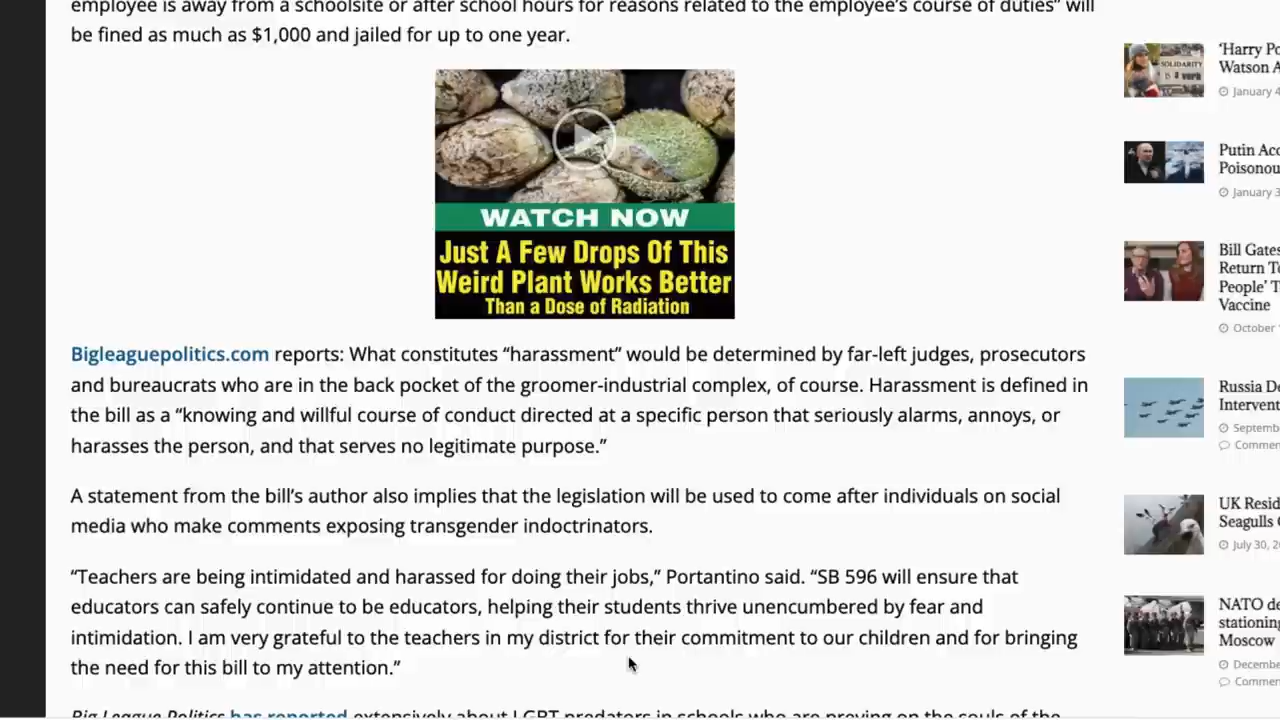 employee is away from a schoolsite or after school hours for reasons related to the employee's course of duties” will
be fined as much as $1,000 and jailed for up to one year.
WATCH NOW
Just A Few Drops Of This
Weird Plant Works Better
Than a Dose of Radiation
Bigleaguepolitics.com reports: What constitutes “harassment” would be determined by far-left judges, prosecutors
and bureaucrats who are in the back pocket of the groomer-industrial complex, of course. Harassment is defined in
the bill as a “knowing and willful course of conduct directed at a specific person that seriously alarms, annoys, or
harasses the person, and that serves no legitimate purpose.”
A statement from the bill’s author also implies that the legislation will be used to come after individuals on social
media who make comments exposing transgender indoctrinators.
“Teachers are being intimidated and harassed for doing their jobs,” Portantino said. “SB 596 will ensure that
educators can safely continue to be educators, helping their students thrive unencumbered by fear and
intimidation. I am very grateful to the teachers in my district for their commitment to our children and for bringing
the need for this bill to my attention.”
Big League Politics has reported extensively about LGBT predators in schools who are preying on the souls of the
SOLIDARITY
‘Harry Po
Watson A
January 4
Putin Acc
Poisonou
January 3
Bill Gates
Return To
People’ T
Vaccine
October
Russia De
Intervent
Septemb
Commen
UK Resid
Seagulls
July 30, 2
NATO de
stationing
Moscow
Decembe
Commen